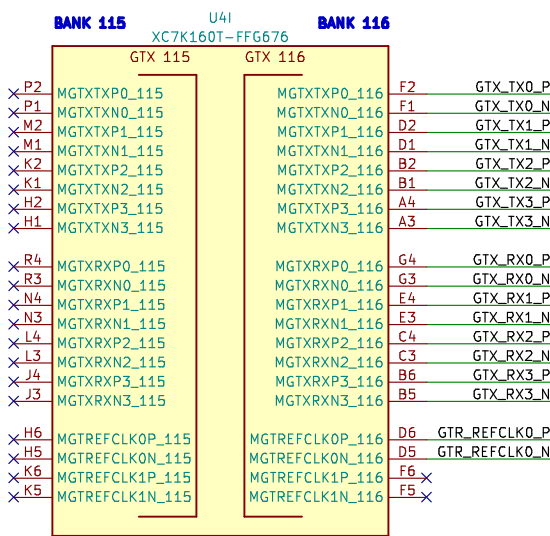 U4I
BANK 115 BANK 116
XC7K160T-FFG676
GTX 115 GTX 116
P2 MGTXTXP0_115 MGTXTXP0_116 F2 GTX_TX0_P
P1 MGTXTXN0_115 MGTXTXN0_116 F1 GTX_TX0_N
M2 MGTXTXP1_115 MGTXTXP1_116 D2 GTX_TX1_P
M1 MGTXTXN1_115 MGTXTXN1_116 D1 GTX_TX1_N
K2 MGTXTXP2_115 MGTXTXP2_116 B2 GTX_TX2_P
K1 MGTXTXN2_115 MGTXTXN2_116 B1 GTX_TX2_N
H2 MGTXTXP3_115 MGTXTXP3_116 A4 GTX_TX3_P
H1 MGTXTXN3_115 MGTXTXN3_116 A3 GTX_TX3_N
R4 MGTXRXP0_115 MGTXRXP0_116 G4 GTX_RX0_P
R3 MGTXRXN0_115 MGTXRXN0_116 G3 GTX_RX0_N
N4 MGTXRXP1_115 MGTXRXP1_116 E4 GTX_RX1_P
N3 MGTXRXN1_115 MGTXRXN1_116 E3 GTX_RX1_N
L4 MGTXRXP2_115 MGTXRXP2_116 C4 GTX_RX2_P
L3 MGTXRXN2_115 MGTXRXN2_116 C3 GTX_RX2_N
J4 MGTXRXP3_115 MGTXRXP3_116 B6 GTX_RX3_P
J3 MGTXRXN3_115 MGTXRXN3_116 B5 GTX_RX3_N
H6 MGTREFCLK0P_115 MGTREFCLK0P_116 D6 GTR_REFCLK0_P
H5 MGTREFCLK0N_115 MGTREFCLK0N_116 D5 GTR_REFCLK0_N
K6 MGTREFCLK1P_115 MGTREFCLK1P_116 F6
K5 MGTREFCLK1N_115 MGTREFCLK1N_116 F5